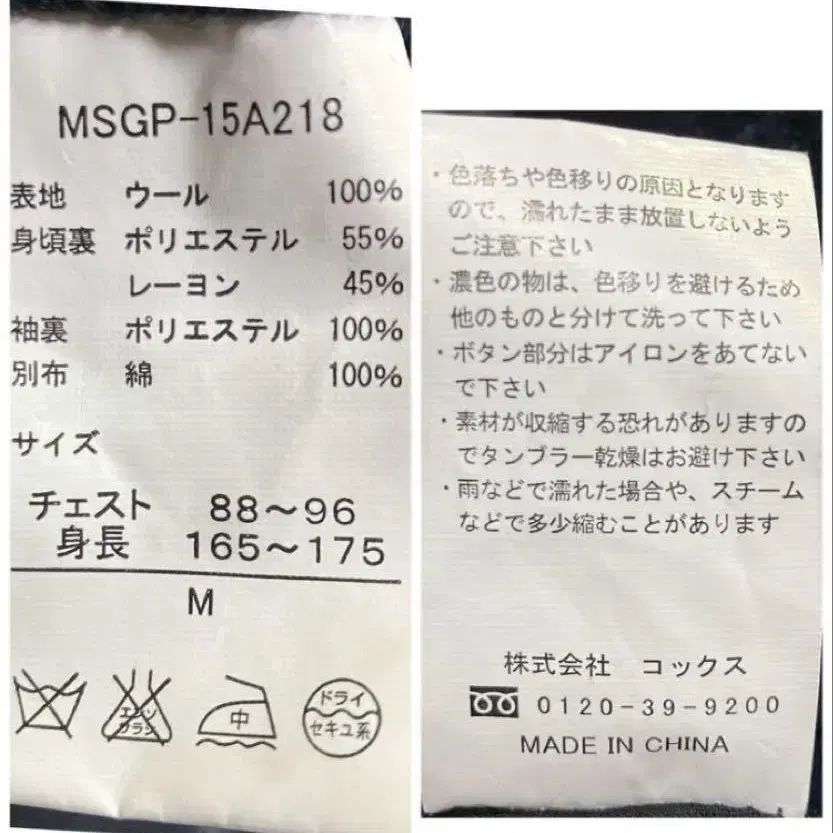 MSGP-15A218
表地 ウール 100%
身頃裏 ポリエステル 55%
レーヨン 45%
袖裏 ポリエステル 100%
別布 綿 100%
サイズ
チェスト 88～96
身長 165～175
M
エンソ
サラシ
中
ドライ
セキユ系
・色落ちや色移りの原因となります
ので、濡れたまま放置しないよう
ご注意下さい
・濃色の物は、色移りを避けるため
他のものと分けて洗って下さい
・ボタン部分はアイロンをあてない
で下さい
・素材が収縮する恐れがありますの
でタンブラー乾燥はお避け下さい
・雨などで濡れた場合や、スチーム
などで多少縮むことがあります
株式会社 コックス
0120-39-9200
MADE IN CHINA